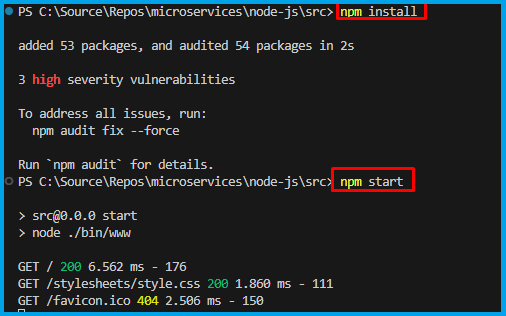 PS C:\Source\Repos\microservices\node-js\src> npm install
added 53 packages, and audited 54 packages in 2s
3 high severity vulnerabilities
To address all issues, run:
npm audit fix --force
Run `npm audit` for details.
PS C:\Source\Repos\microservices\node-js\src> npm start
> src@0.0.0 start
> node ./bin/www
GET / 200 6.562 ms - 176
GET /stylesheets/style.css 200 1.860 ms - 111
GET /favicon.ico 404 2.506 ms - 150